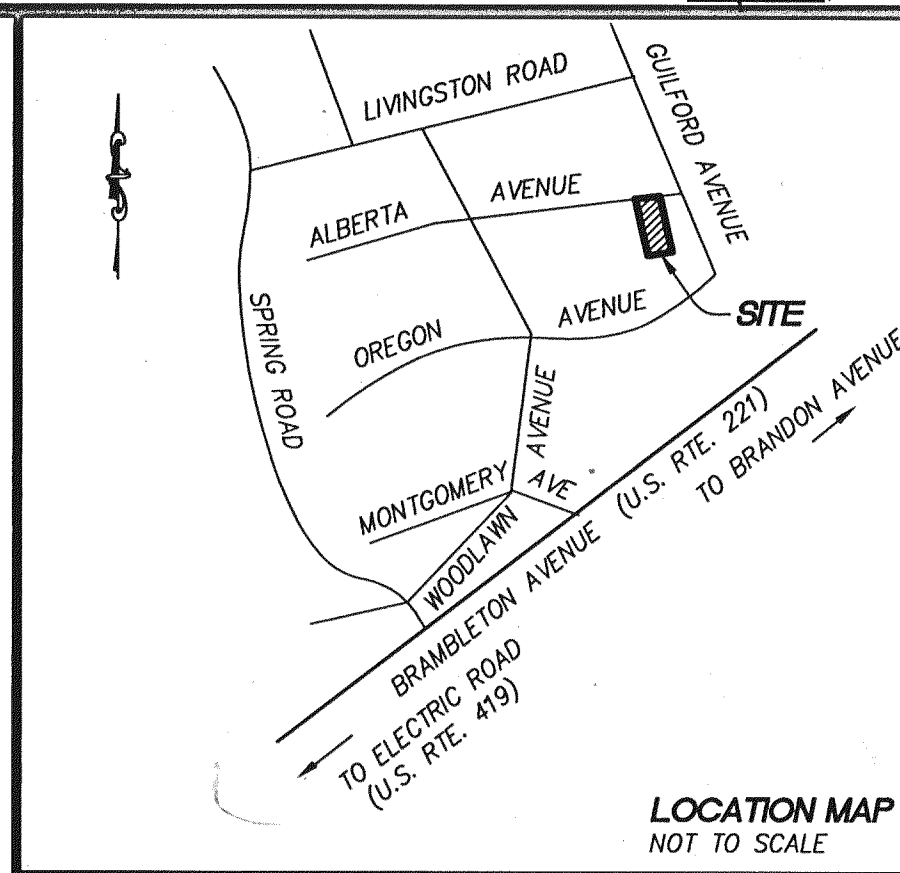 LIVINGSTON ROAD
GUILFORD AVENUE
ALBERTA AVENUE
SPRING ROAD
OREGON AVENUE
SITE
AVENUE
MONTGOMERY AVE
WOODLAWN
BRAMBLETON AVENUE (U.S. RTE. 221)
TO BRANDON AVENUE
TO ELECTRIC ROAD
(U.S. RTE. 419)
LOCATION MAP
NOT TO SCALE